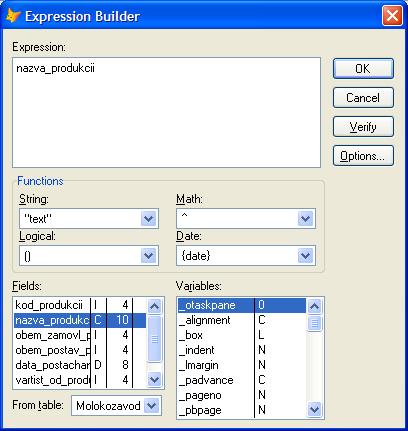 Expression Builder
Expression:
nazva_produkcii
OK
Cancel
Verify
Options...
Functions
String:
"text"
Math:
^
Logical:
()
Date:
{date}
Fields:
kod_produkcii I 4
nazva_produkc C 10
obem_zamovl_p I 4
obem_postav_p I 4
data_postachar D 8
vartist_od_prod I 4
From table: Molokozavod
Variables:
_otaskpane O
_alignment C
_box L
_indent N
_lmargin N
_padvance C
_pageno N
_pbpage N